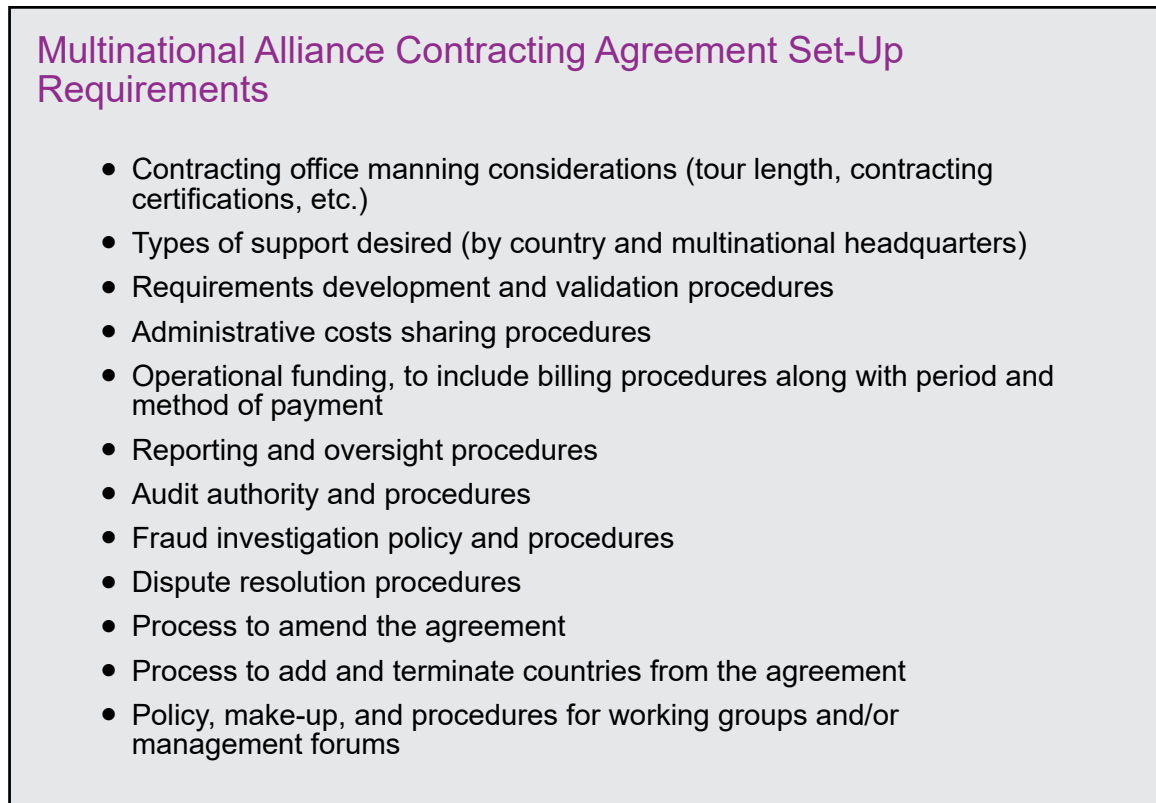 Multinational Alliance Contracting Agreement Set-Up
Requirements
• Contracting office manning considerations (tour length, contracting
certifications, etc.)
• Types of support desired (by country and multinational headquarters)
• Requirements development and validation procedures
• Administrative costs sharing procedures
• Operational funding, to include billing procedures along with period and
method of payment
• Reporting and oversight procedures
• Audit authority and procedures
• Fraud investigation policy and procedures
• Dispute resolution procedures
• Process to amend the agreement
• Process to add and terminate countries from the agreement
• Policy, make-up, and procedures for working groups and/or
management forums